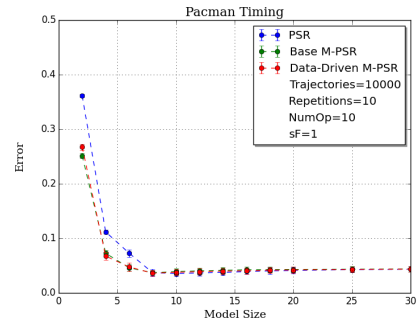 Pacman Timing
0.5
0.4
0.3
0.2
0.1
0.0
Error
PSR
Base M-PSR
Data-Driven M-PSR
Trajectories=10000
Repetitions=10
NumOp=10
sF=1
0 5 10 15 20 25 30
Model Size